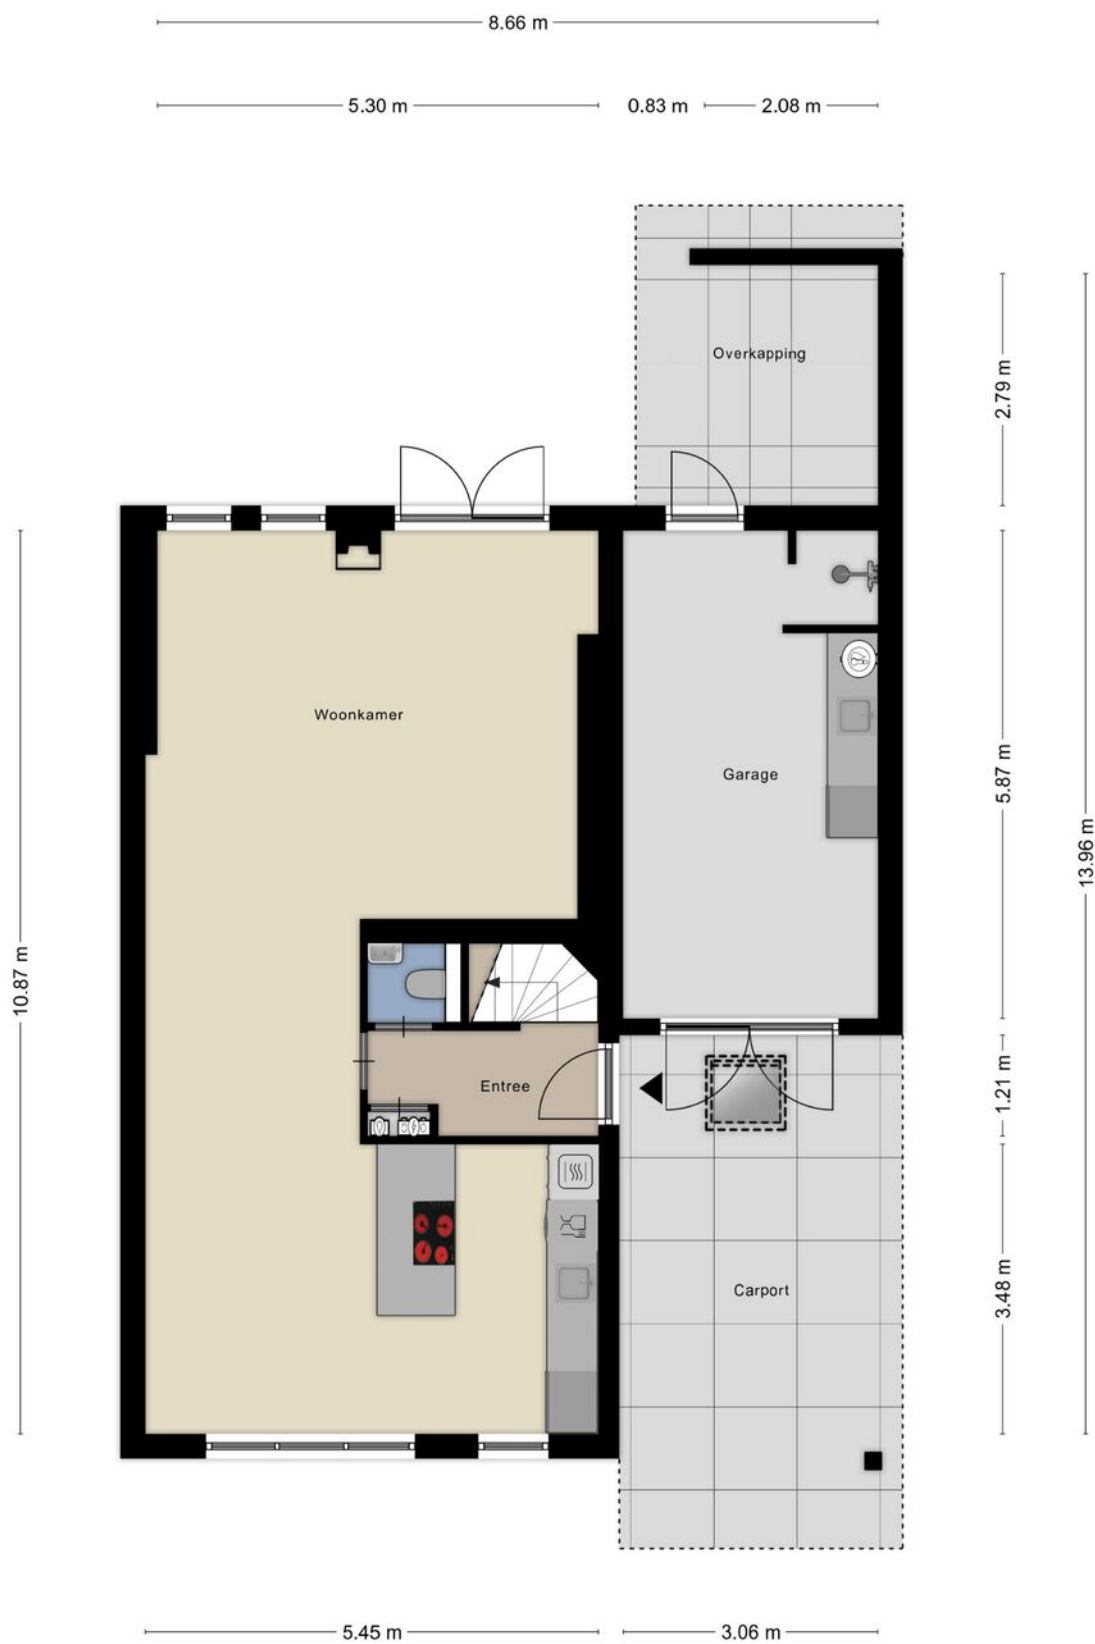 8.66 m
5.30 m
0.83 m
2.08 m
Overkapping
2.79 m
Woonkamer
Garage
5.87 m
13.96 m
10.87 m
Entree
1.21 m
Carport
3.48 m
5.45 m
3.06 m